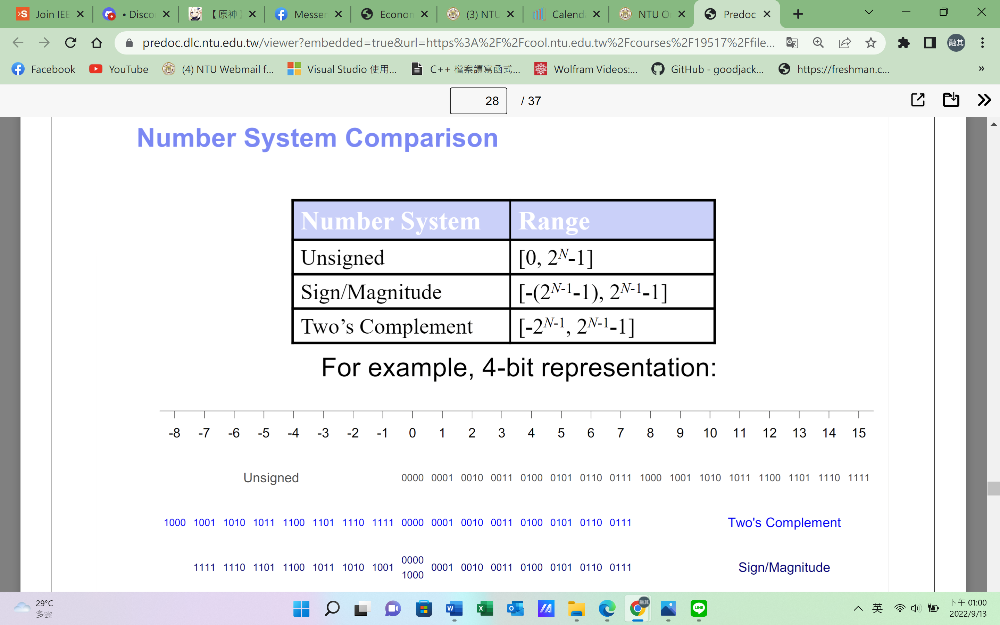 Join IEE
• Disco
【原神】
Messen
Econon
(3) NTU
Calenda
NTU O
Predoc
predoc.dlc.ntu.edu.tw/viewer?embedded=true&url=https%3A%2F%2Fcool.ntu.edu.tw%2Fcourses%2F19517%2Ffile...
融其
Facebook
YouTube
(4) NTU Webmail f...
Visual Studio 使用...
C++ 檔案讀寫函式...
Wolfram Videos:...
GitHub - goodjack...
https://freshman.c...
»
28 / 37
Number System Comparison
Number System Range
Unsigned [0, 2^N-1]
Sign/Magnitude [-(2^N-1-1), 2^N-1-1]
Two’s Complement [-2^N-1, 2^N-1-1]
For example, 4-bit representation:
-8 -7 -6 -5 -4 -3 -2 -1 0 1 2 3 4 5 6 7 8 9 10 11 12 13 14 15
Unsigned 0000 0001 0010 0011 0100 0101 0110 0111 1000 1001 1010 1011 1100 1101 1110 1111
1000 1001 1010 1011 1100 1101 1110 1111 0000 0001 0010 0011 0100 0101 0110 0111 Two's Complement
0000
1111 1110 1101 1100 1011 1010 1001 0001 0010 0011 0100 0101 0110 0111 Sign/Magnitude
1000
29°C
多雲
融其
LINE
英
下午 01:00
2022/9/13